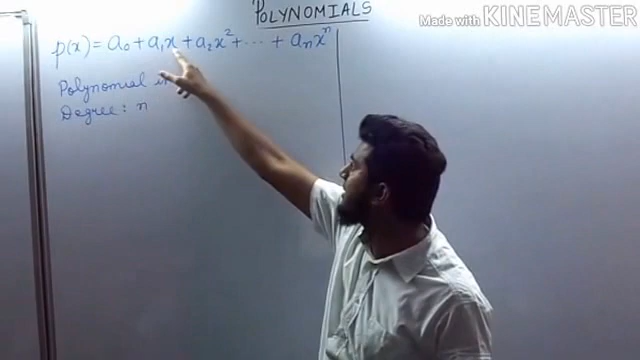 POLYNOMIALS
Made with KINEMASTER
p(x) = a₀ + a₁x + a₂x² + ··· + aₙxⁿ
Polynomial in
Degree : n